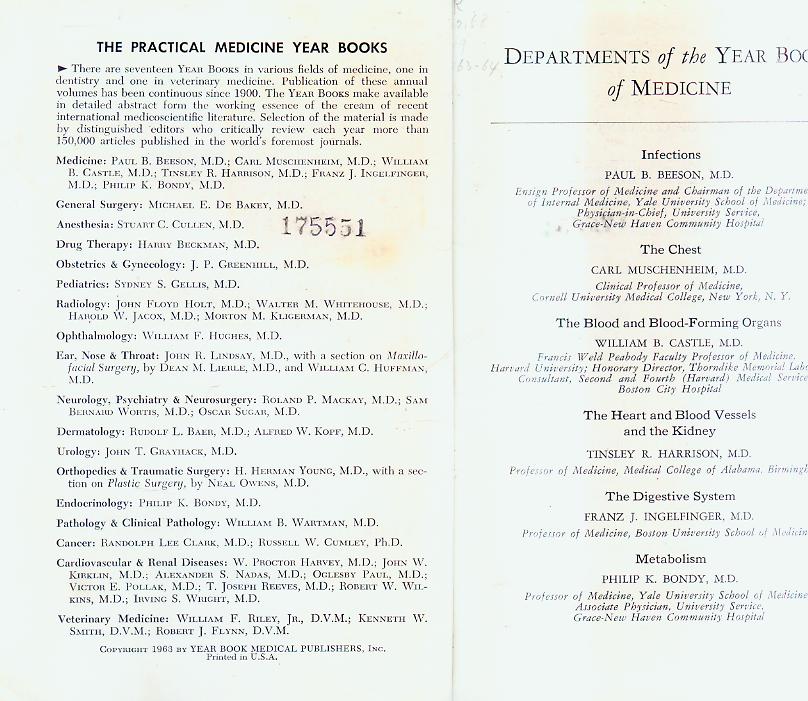 THE PRACTICAL MEDICINE YEAR BOOKS
► There are seventeen YEAR BOOKS in various fields of medicine, one in
dentistry and one in veterinary medicine. Publication of these annual
volumes has been continuous since 1900. The YEAR BOOKS make available
in detailed abstract form the working essence of the cream of recent
international medicoscientific literature. Selection of the material is made
by distinguished editors who critically review each year more than
150,000 articles published in the world's foremost journals.
Medicine: PAUL B. BEESON, M.D.; CARL MUSCHENHEIM, M.D.; WILLIAM
B. CASTLE, M.D.; TINSLEY R. HARRISON, M.D.; FRANZ J. INGELFINGER,
M.D.; PHILIP K. BONDY, M.D.
General Surgery: MICHAEL E. DE BAKEY, M.D.
Anesthesia: STUART C. CULLEN, M.D.
175551
Drug Therapy: HARRY BECKMAN, M.D.
Obstetrics & Gynecology: J. P. GREENHILL, M.D.
Pediatrics: SYDNEY S. GELLIS, M.D.
Radiology: JOHN FLOYD HOLT, M.D.; WALTER M. WHITEHOUSE, M.D.;
HAROLD W. JACOX, M.D.; MORTON M. KLIGERMAN, M.D.
Ophthalmology: WILLIAM F. HUGHES, M.D.
Ear, Nose & Throat: JOHN R. LINDSAY, M.D., with a section on Maxillo-
facial Surgery, by DEAN M. LIERLE, M.D., and WILLIAM C. HUFFMAN,
M.D.
Neurology, Psychiatry & Neurosurgery: ROLAND P. MACKAY, M.D.; SAM
BERNARD WORTIS, M.D.; OSCAR SUGAR, M.D.
Dermatology: RUDOLF L. BAER, M.D.; ALFRED W. KOPF, M.D.
Urology: JOHN T. GRAYHACK, M.D.
Orthopedics & Traumatic Surgery: H. HERMAN YOUNG, M.D., with a sec-
tion on Plastic Surgery, by NEAL OWENS, M.D.
Endocrinology: PHILIP K. BONDY, M.D.
Pathology & Clinical Pathology: WILLIAM B. WARTMAN, M.D.
Cancer: RANDOLPH LEE CLARK, M.D.; RUSSELL W. CUMLEY, Ph.D.
Cardiovascular & Renal Diseases: W. PROCTOR HARVEY, M.D.; JOHN W.
KIRKLIN, M.D.; ALEXANDER S. NADAS, M.D.; OGLESBY PAUL, M.D.;
VICTOR E. POLLAK, M.D.; T. JOSEPH REEVES, M.D.; ROBERT W. WIL-
KINS, M.D.; IRVING S. WRIGHT, M.D.
Veterinary Medicine: WILLIAM F. RILEY, JR., D.V.M.; KENNETH W.
SMITH, D.V.M.; ROBERT J. FLYNN, D.V.M.
COPYRIGHT 1963 BY YEAR BOOK MEDICAL PUBLISHERS, INC.
Printed in U.S.A.
DEPARTMENTS of the YEAR BOO
of MEDICINE
Infections
PAUL B. BEESON, M.D.
Ensign Professor of Medicine and Chairman of the Departme
of Internal Medicine, Yale University School of Medicine;
Physician-in-Chief, University Service,
Grace-New Haven Community Hospital
The Chest
CARL MUSCHENHEIM, M.D.
Clinical Professor of Medicine,
Cornell University Medical College, New York, N. Y.
The Blood and Blood-Forming Organs
WILLIAM B. CASTLE, M.D.
Francis Weld Peabody Faculty Professor of Medicine,
Harvard University; Honorary Director, Thorndike Memorial Labo
Consultant, Second and Fourth (Harvard) Medical Service
Boston City Hospital
The Heart and Blood Vessels
and the Kidney
TINSLEY R. HARRISON, M.D.
Professor of Medicine, Medical College of Alabama, Birmingh
The Digestive System
FRANZ J. INGELFINGER, M.D.
Professor of Medicine, Boston University School of Medicin
Metabolism
PHILIP K. BONDY, M.D.
Professor of Medicine, Yale University School of Medicine
Associate Physician, University Service,
Grace-New Haven Community Hospital